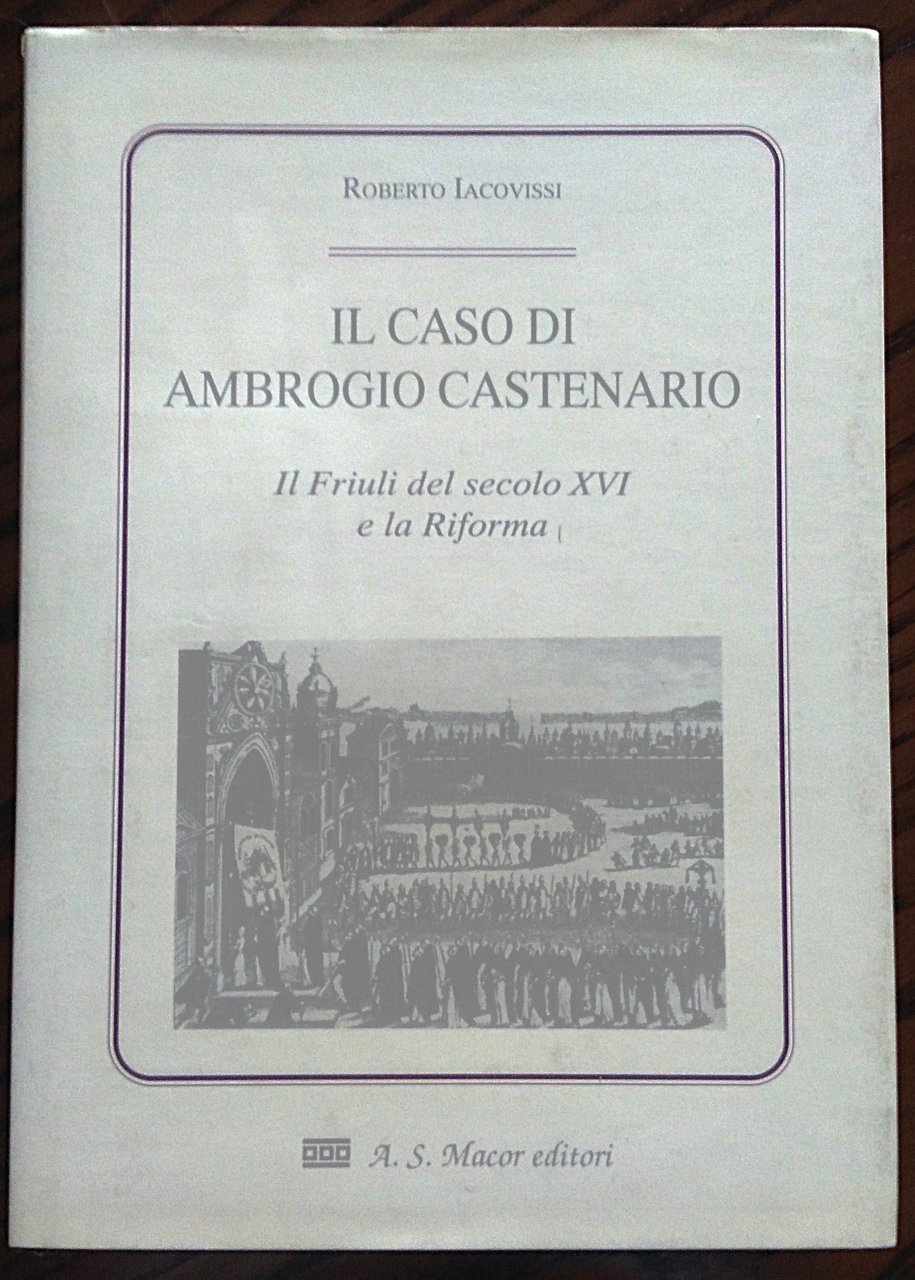 ROBERTO IACOVISSI
IL CASO DI
AMBROGIO CASTENARIO
Il Friuli del secolo XVI
e la Riforma
A. S. Macor editori